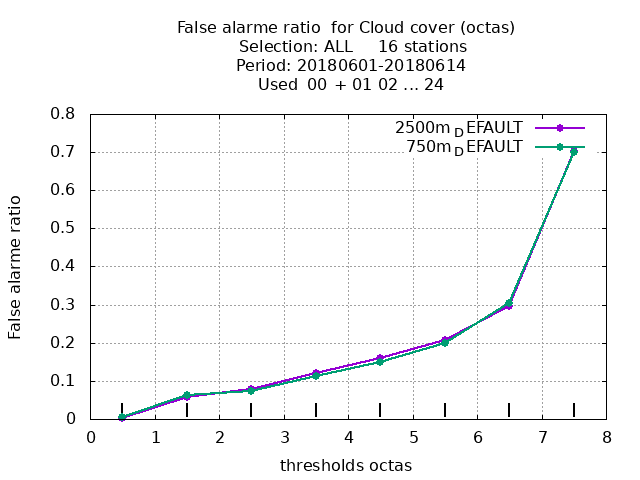 False alarme ratio  for Cloud cover (octas)
Selection: ALL     16 stations
Period: 20180601-20180614
Used  00  + 01 02 ... 24
2500m_DEFAULT
750m_DEFAULT
0.8
0.7
0.6
0.5
0.4
0.3
0.2
0.1
0
False alarme ratio
0 1 2 3 4 5 6 7 8
thresholds octas